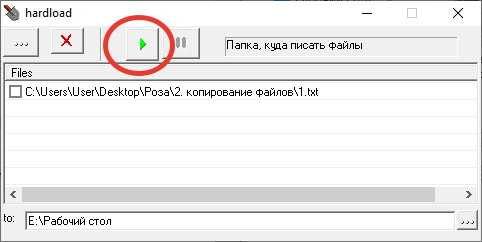 hardload
...
Папка, куда писать файлы
Files
C:\Users\User\Desktop\Роза\2. копирование файлов\1.txt
to: E:\Рабочий стол ...